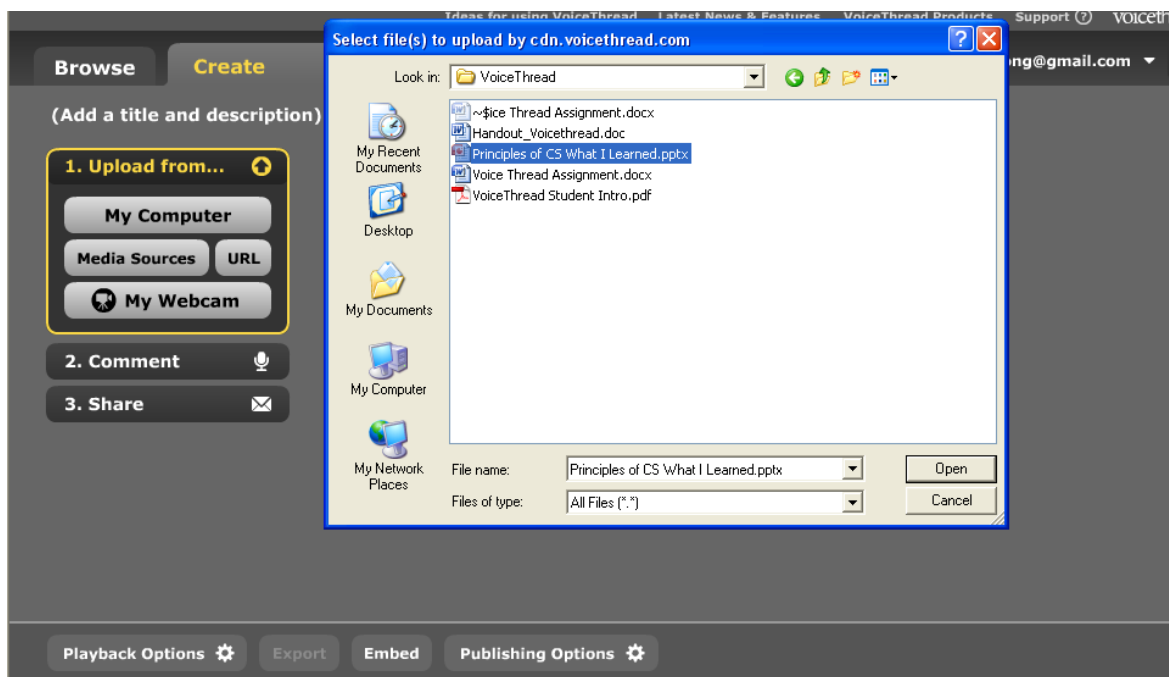 Ideas for using VoiceThread Latest News & Features VoiceThread Products Support (?) voiceth
Browse Create ong@gmail.com
(Add a title and description)
1. Upload from...
My Computer
Media Sources URL
My Webcam
2. Comment
3. Share
Select file(s) to upload by cdn.voicethread.com
Look in: VoiceThread
My Recent
Documents
Desktop
My Documents
My Computer
My Network
Places
~$ice Thread Assignment.docx
Handout_Voicethread.doc
Principles of CS What I Learned.pptx
Voice Thread Assignment.docx
VoiceThread Student Intro.pdf
File name: Principles of CS What I Learned.pptx Open
Files of type: All Files (*.*) Cancel
Playback Options Export Embed Publishing Options